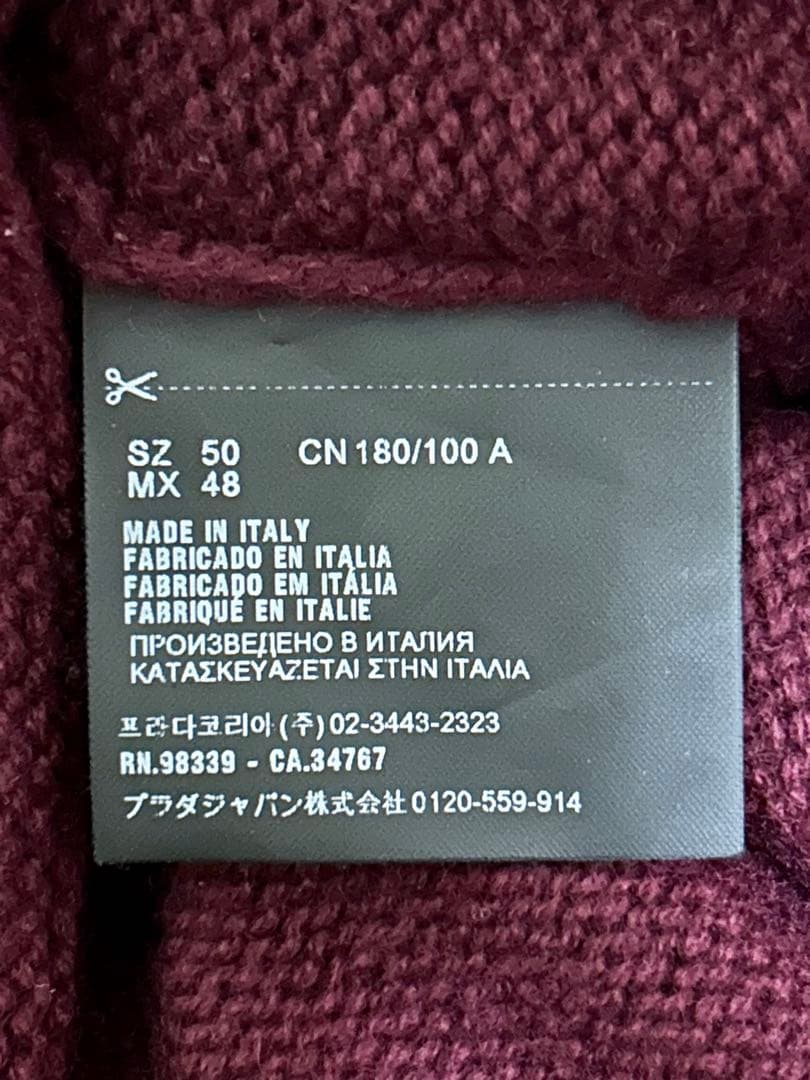 SZ 50 CN 180/100 A
MX 48
MADE IN ITALY
FABRICADO EN ITALIA
FABRICADO EM ITÁLIA
FABRIQUÉ EN ITALIE
ПРОИЗВЕДЕНО В ИТАЛИЯ
ΚΑΤΑΣΚΕΥΑΖΕΤΑΙ ΣΤΗΝ ΙΤΑΛΙΑ
프라다코리아 (주) 02-3443-2323
RN.98339 - CA.34767
プラダジャパン株式会社 0120-559-914